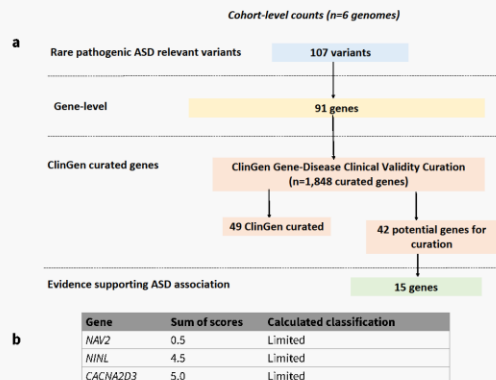 Cohort-level counts (n=6 genomes)
a
Rare pathogenic ASD relevant variants
107 variants
Gene-level
91 genes
ClinGen curated genes
ClinGen Gene-Disease Clinical Validity Curation
(n=1,848 curated genes)
49 ClinGen curated
42 potential genes for
curation
Evidence supporting ASD association
15 genes
b
Gene Sum of scores Calculated classification
NAV2 0.5 Limited
NINL 4.5 Limited
CACNA2D3 5.0 Limited